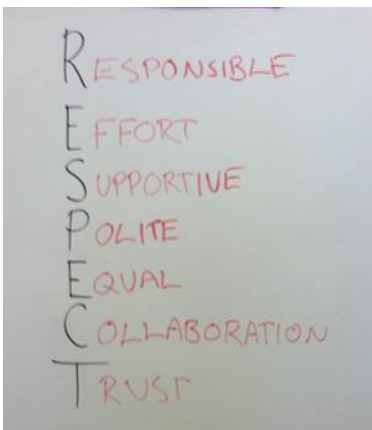 RESPONSIBLE
EFFORT
SUPPORTIVE
POLITE
EQUAL
COLLABORATION
TRUST